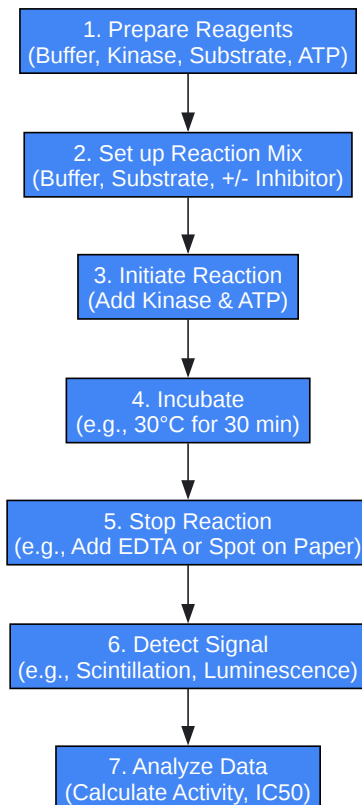 1. Prepare Reagents
(Buffer, Kinase, Substrate, ATP)
2. Set up Reaction Mix
(Buffer, Substrate, +/- Inhibitor)
3. Initiate Reaction
(Add Kinase & ATP)
4. Incubate
(e.g., 30°C for 30 min)
5. Stop Reaction
(e.g., Add EDTA or Spot on Paper)
6. Detect Signal
(e.g., Scintillation, Luminescence)
7. Analyze Data
(Calculate Activity, IC50)